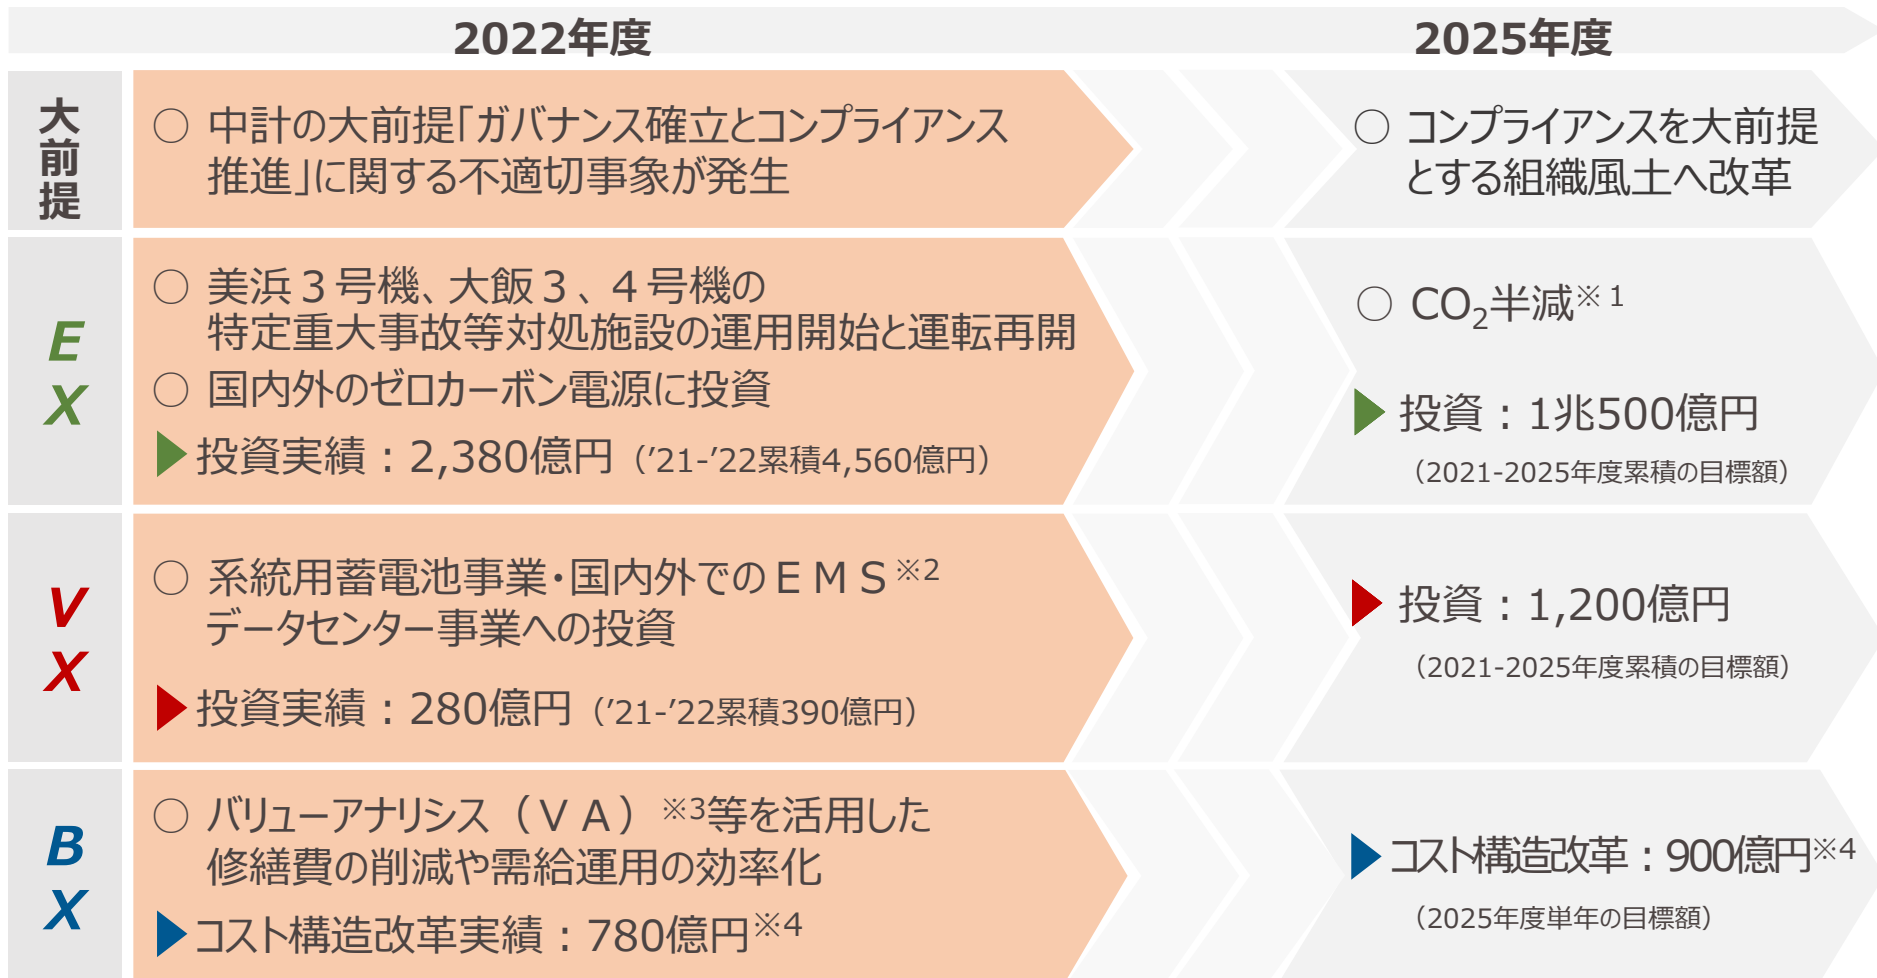 2022年度
2025年度
大前提
○ 中計の大前提「ガバナンス確立とコンプライアンス
推進」に関する不適切事象が発生
○ コンプライアンスを大前提
とする組織風土へ改革
EX
○ 美浜３号機、大飯３、４号機の
特定重大事故等対処施設の運用開始と運転再開
○ 国内外のゼロカーボン電源に投資
▶投資実績：2,380億円（’21-’22累積4,560億円）
○ CO₂半減※１
▶投資：1兆500億円
（2021-2025年度累積の目標額）
VX
○ 系統用蓄電池事業・国内外でのＥＭＳ※2
データセンター事業への投資
▶投資実績：280億円（’21-’22累積390億円）
▶投資：1,200億円
（2021-2025年度累積の目標額）
BX
○ バリューアナリシス（ＶＡ）※3等を活用した
修繕費の削減や需給運用の効率化
▶コスト構造改革実績：780億円※4
▶コスト構造改革：900億円※4
（2025年度単年の目標額）